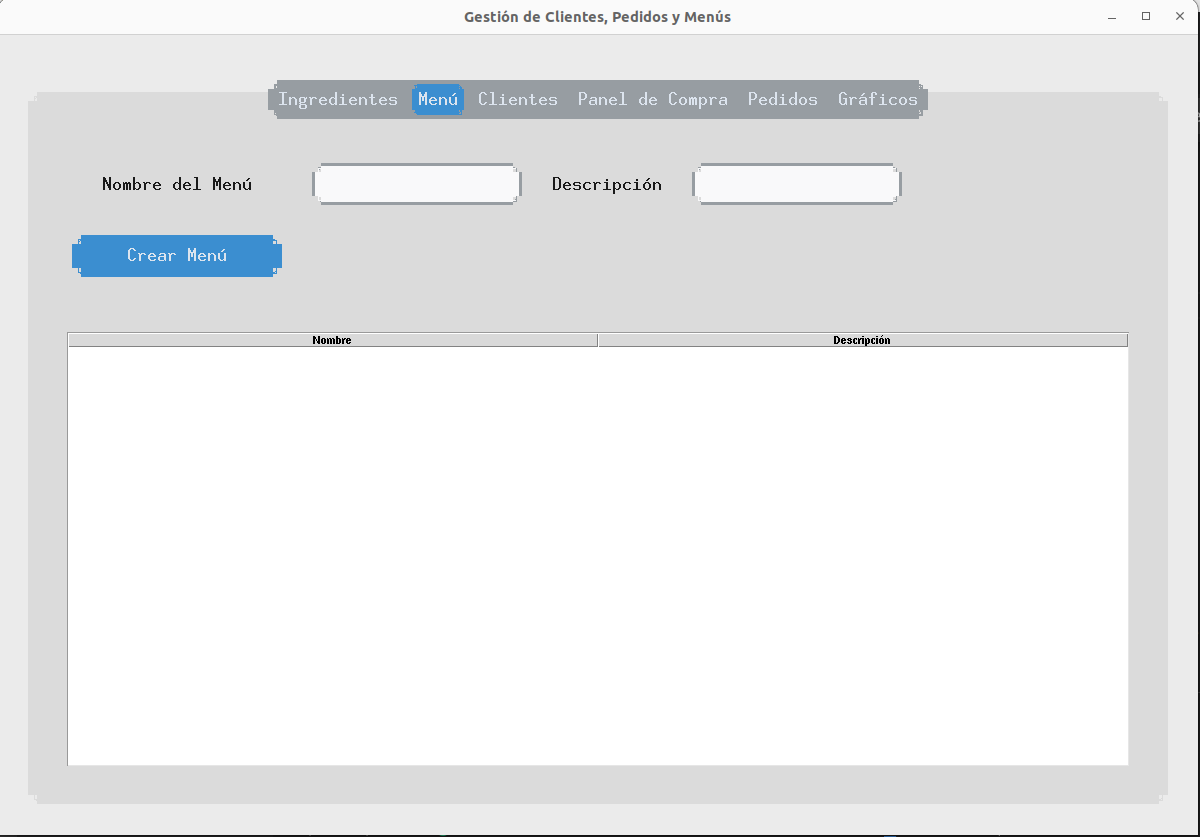 Gestión de Clientes, Pedidos y Menús
Ingredientes Menú Clientes Panel de Compra Pedidos Gráficos
Nombre del Menú Descripción
Crear Menú
Nombre Descripción